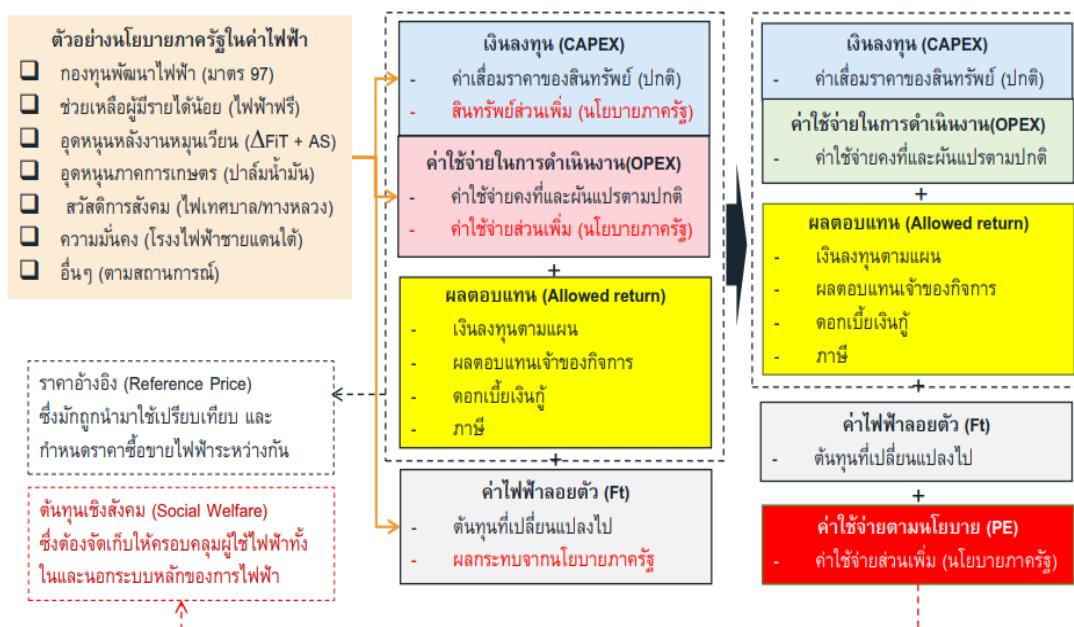 ตัวอย่างนโยบายภาครัฐในค่าไฟฟ้า
❑ กองทุนพัฒนาไฟฟ้า (มาตร 97)
❑ ช่วยเหลือผู้มีรายได้น้อย (ไฟฟ้าฟรี)
❑ อุดหนุนหลังงานหมุนเวียน (ΔFiT + AS)
❑ อุดหนุนภาคการเกษตร (ปาล์มน้ำมัน)
❑ สวัสดิการสังคม (ไฟเทศบาล/ทางหลวง)
❑ ความมั่นคง (โรงงไฟฟ้าชายแดนใต้)
❑ อื่นๆ (ตามสถานการณ์)
ราคาอ้างอิง (Reference Price)
ซึ่งมักถูกนำมาใช้เปรียบเทียบ และ
กำหนดราคาซื้อขายไฟฟ้าระหว่างกัน
ต้นทุนเชิงสังคม (Social Welfare)
ซึ่งต้องจัดเก็บให้ครอบคลุมผู้ใช้ไฟฟ้าทั้ง
ในและนอกระบบหลักของการไฟฟ้า
เงินลงทุน (CAPEX)
- ค่าเสื่อมราคาของสินทรัพย์ (ปกติ)
- สินทรัพย์ส่วนเพิ่ม (นโยบายภาครัฐ)
ค่าใช้จ่ายในการดำเนินงาน(OPEX)
- ค่าใช้จ่ายคงที่และผันแปรตามปกติ
- ค่าใช้จ่ายส่วนเพิ่ม (นโยบายภาครัฐ)
+
ผลตอบแทน (Allowed return)
- เงินลงทุนตามแผน
- ผลตอบแทนเจ้าของกิจการ
- ดอกเบี้ยเงินกู้
- ภาษี
+
ค่าไฟฟ้าลอยตัว (Ft)
- ต้นทุนที่เปลี่ยนแปลงไป
- ผลกระทบจากนโยบายภาครัฐ
เงินลงทุน (CAPEX)
- ค่าเสื่อมราคาของสินทรัพย์ (ปกติ)
ค่าใช้จ่ายในการดำเนินงาน(OPEX)
- ค่าใช้จ่ายคงที่และผันแปรตามปกติ
+
ผลตอบแทน (Allowed return)
- เงินลงทุนตามแผน
- ผลตอบแทนเจ้าของกิจการ
- ดอกเบี้ยเงินกู้
- ภาษี
+
ค่าไฟฟ้าลอยตัว (Ft)
- ต้นทุนที่เปลี่ยนแปลงไป
+
ค่าใช้จ่ายตามนโยบาย (PE)
- ค่าใช้จ่ายส่วนเพิ่ม (นโยบายภาครัฐ)